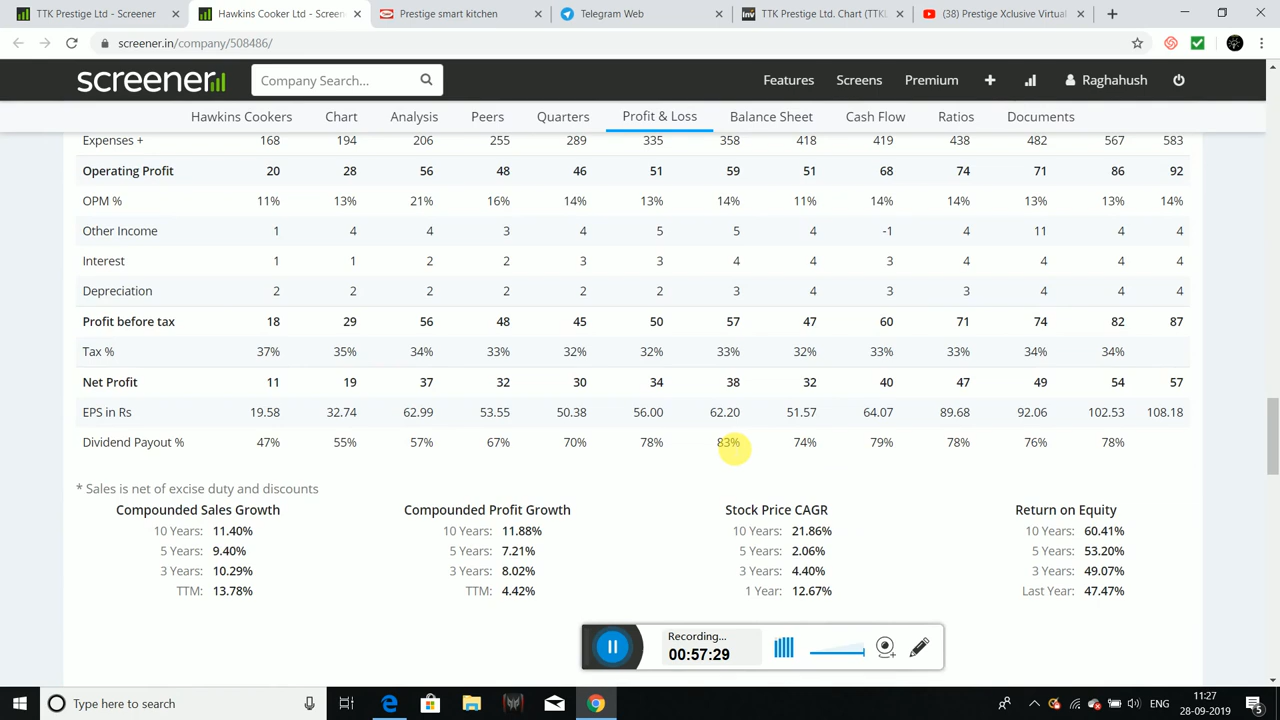 TTK Prestige Ltd - Screener
Hawkins Cooker Ltd - Screen
Prestige smart kitchen
Telegram Web
Inv TTK Prestige Ltd. Chart (TTKL
(38) Prestige Xclusive Virtual
screener.in/company/508486/
screener
Company Search...
Features Screens Premium Raghahush
Hawkins Cookers Chart Analysis Peers Quarters Profit & Loss Balance Sheet Cash Flow Ratios Documents
Expenses + 168 194 206 255 289 335 358 418 419 438 482 567 583
Operating Profit 20 28 56 48 46 51 59 51 68 74 71 86 92
OPM % 11% 13% 21% 16% 14% 13% 14% 11% 14% 14% 13% 13% 14%
Other Income 1 4 4 3 4 5 5 4 -1 4 11 4 4
Interest 1 1 2 2 3 3 4 4 3 4 4 4 4
Depreciation 2 2 2 2 2 2 3 4 3 3 4 4 4
Profit before tax 18 29 56 48 45 50 57 47 60 71 74 82 87
Tax % 37% 35% 34% 33% 32% 32% 33% 32% 33% 33% 34% 34%
Net Profit 11 19 37 32 30 34 38 32 40 47 49 54 57
EPS in Rs 19.58 32.74 62.99 53.55 50.38 56.00 62.20 51.57 64.07 89.68 92.06 102.53 108.18
Dividend Payout % 47% 55% 57% 67% 70% 78% 83% 74% 79% 78% 76% 78%
* Sales is net of excise duty and discounts
Compounded Sales Growth Compounded Profit Growth Stock Price CAGR Return on Equity
10 Years: 11.40% 10 Years: 11.88% 10 Years: 21.86% 10 Years: 60.41%
5 Years: 9.40% 5 Years: 7.21% 5 Years: 2.06% 5 Years: 53.20%
3 Years: 10.29% 3 Years: 8.02% 3 Years: 4.40% 3 Years: 49.07%
TTM: 13.78% TTM: 4.42% 1 Year: 12.67% Last Year: 47.47%
Recording...
00:57:29
Type here to search
ENG
11:27
28-09-2019
5